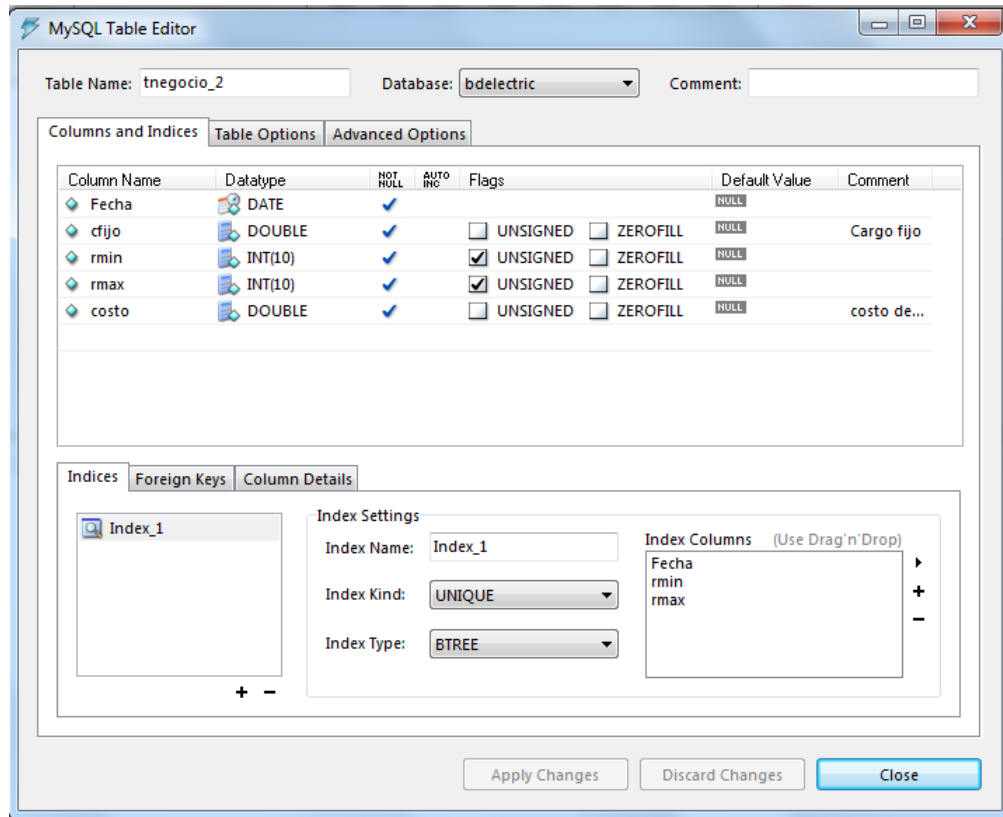 MySQL Table Editor
Table Name: tnegocio_2 Database: bdelectric Comment:
Columns and Indices Table Options Advanced Options
Column Name Datatype NOT NULL AUTO INC Flags Default Value Comment
Fecha DATE NULL
cfijo DOUBLE UNSIGNED ZEROFILL NULL Cargo fijo
rmin INT(10) UNSIGNED ZEROFILL NULL
rmax INT(10) UNSIGNED ZEROFILL NULL
costo DOUBLE UNSIGNED ZEROFILL NULL costo de...
Indices Foreign Keys Column Details
Index_1
Index Settings
Index Name: Index_1
Index Kind: UNIQUE
Index Type: BTREE
Index Columns (Use Drag'n'Drop)
Fecha
rmin
rmax
Apply Changes Discard Changes Close